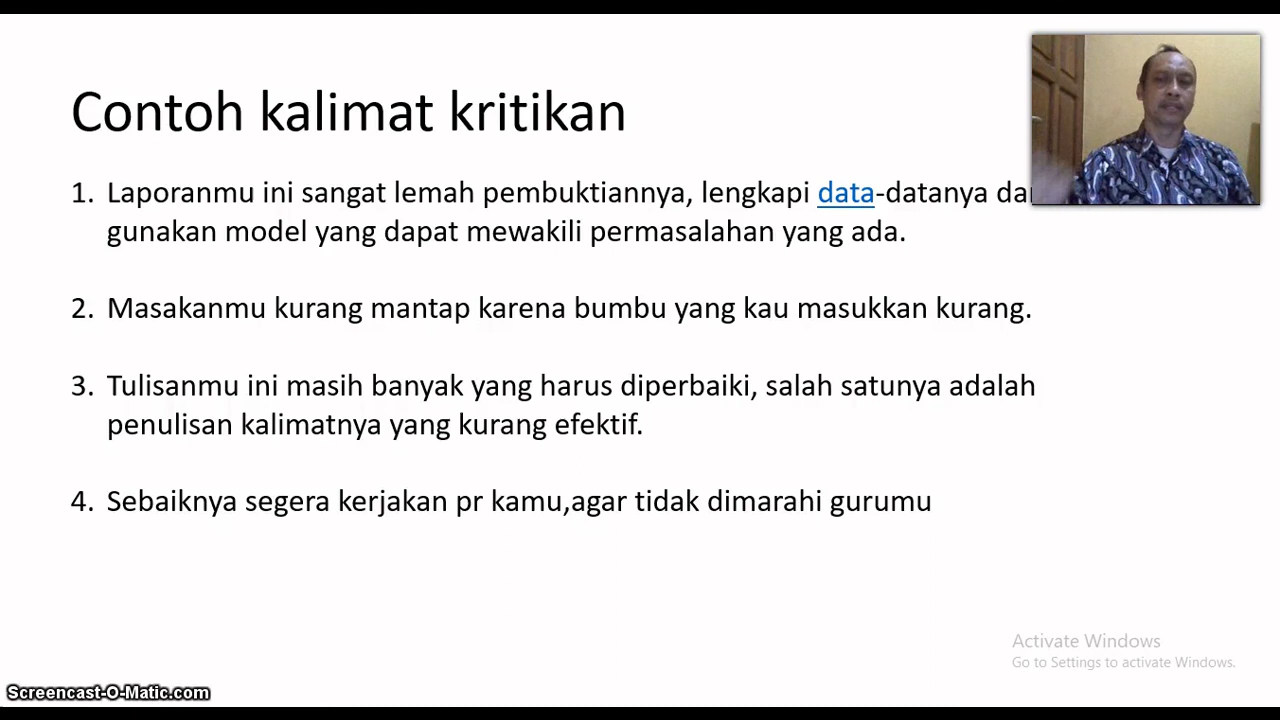 Contoh kalimat kritikan
1. Laporanmu ini sangat lemah pembuktiannya, lengkapi data-datanya
gunakan model yang dapat mewakili permasalahan yang ada.
2. Masakanmu kurang mantap karena bumbu yang kau masukkan kurang.
3. Tulisanmu ini masih banyak yang harus diperbaiki, salah satunya adalah
penulisan kalimatnya yang kurang efektif.
4. Sebaiknya segera kerjakan pr kamu,agar tidak dimarahi gurumu
Activate Windows
Go to Settings to activate Windows.
Screencast-O-Matic.com